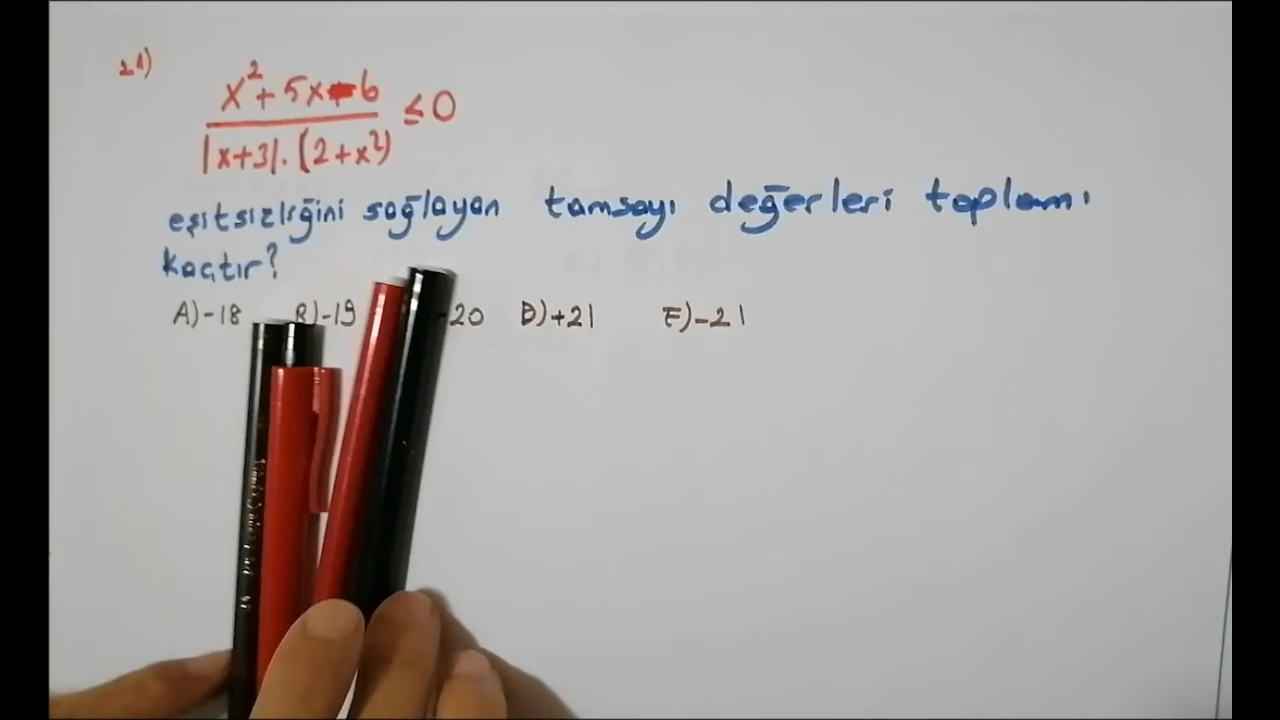 21)
x² + 5x - 6
|x+3| . (2+x²) ≤ 0
eşitsizliğini sağlayan tamsayı değerleri toplamı
kaçtır?
A)-18 B)-19 -20 D)+21 E)-21